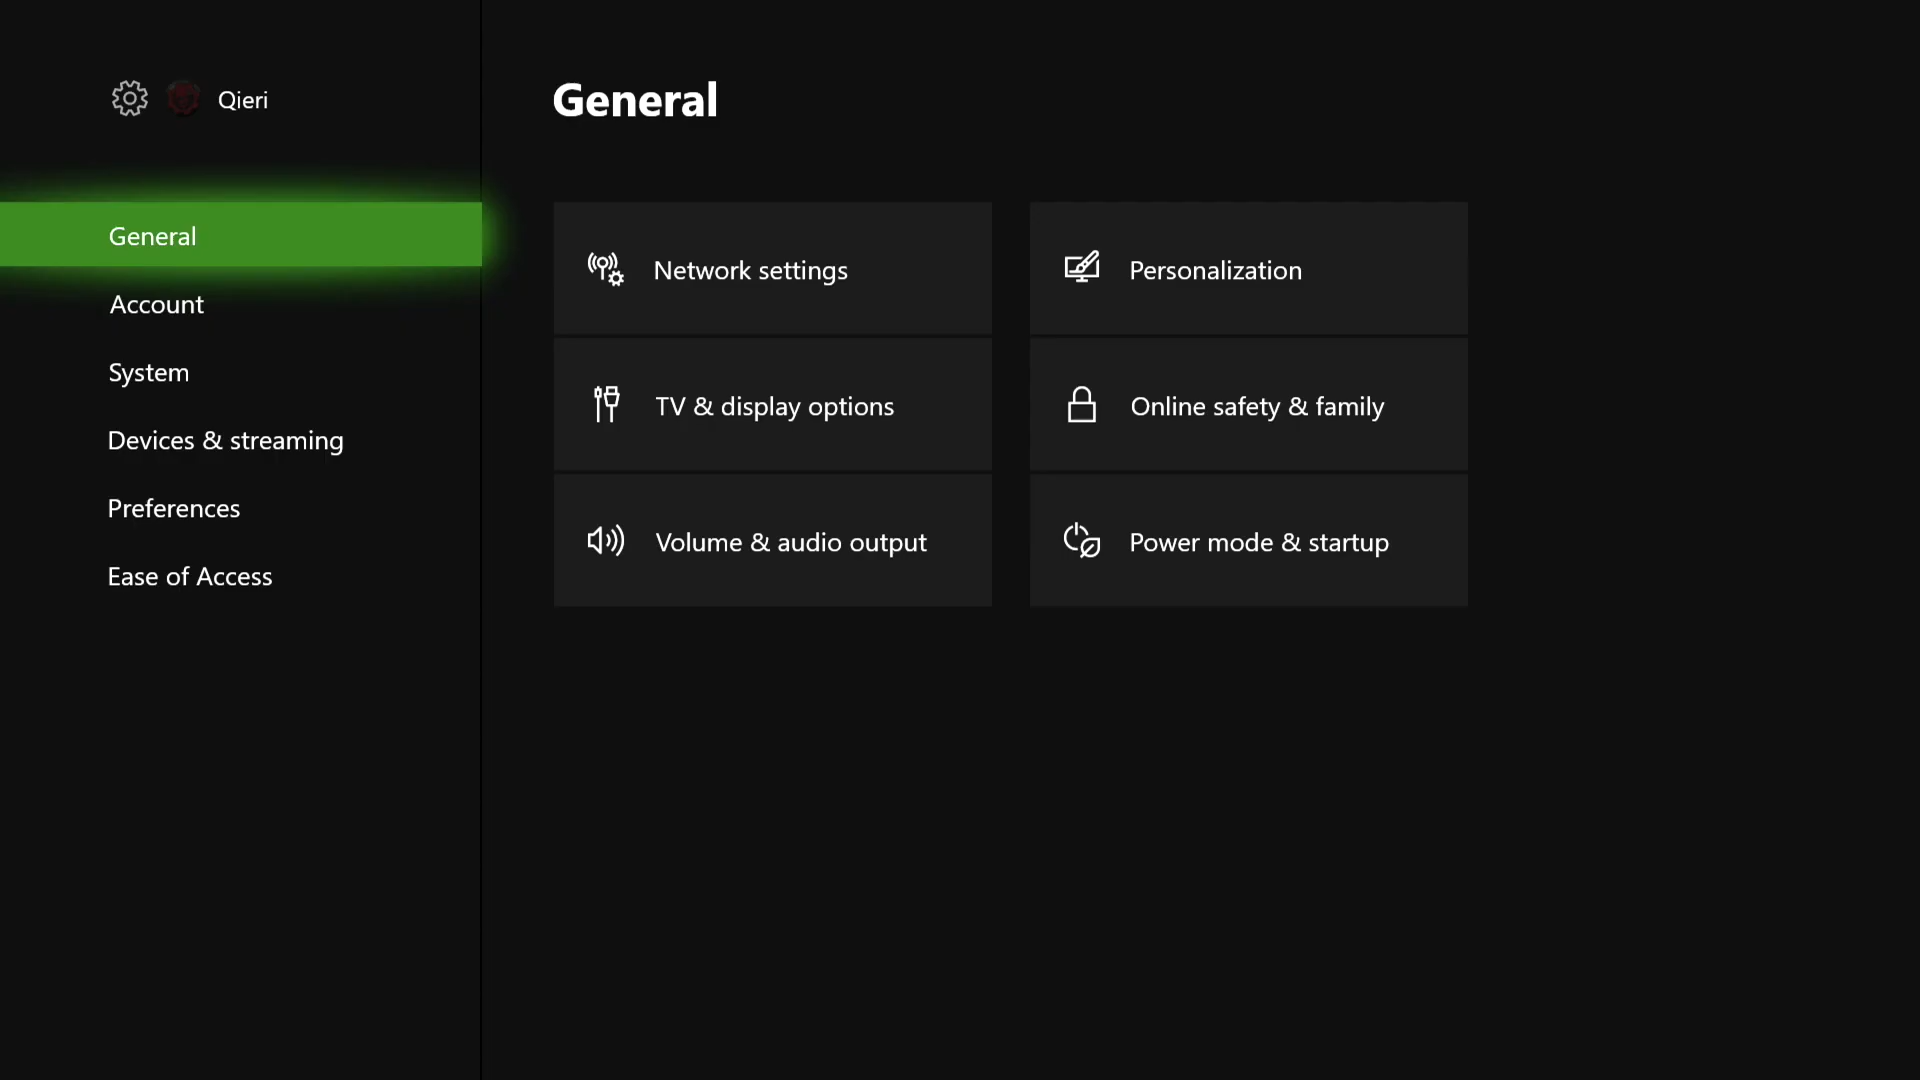 Qieri
General
Account
System
Devices & streaming
Preferences
Ease of Access
General
Network settings
Personalization
TV & display options
Online safety & family
Volume & audio output
Power mode & startup